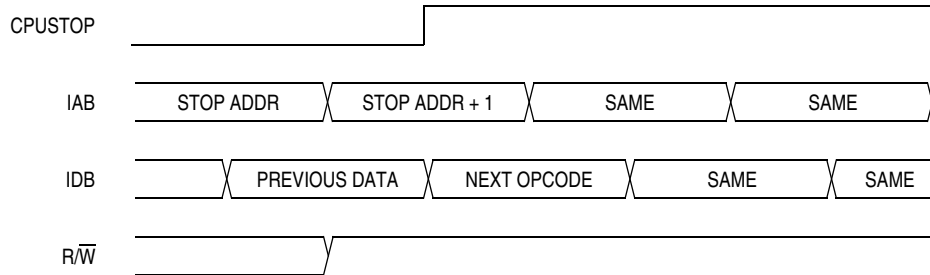 CPUSTOP
IAB STOP ADDR STOP ADDR + 1 SAME SAME
IDB PREVIOUS DATA NEXT OPCODE SAME SAME
R/W̅